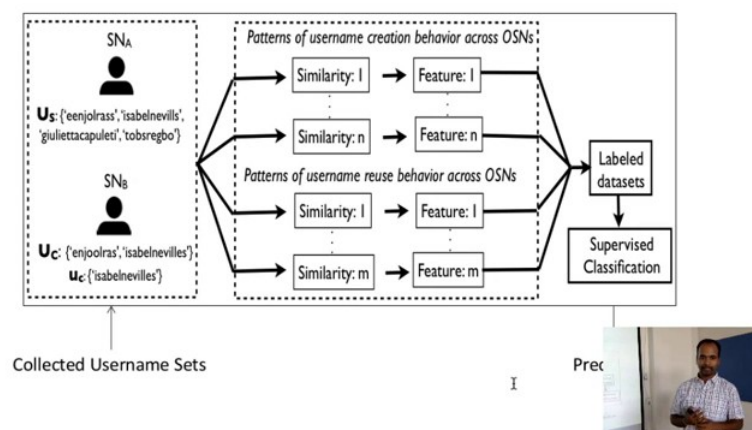 SNA
Us: {'eenjolrass','isabelnevills',
'giuliettacapuleti','tobsregbo'}
SNB
Uc: {'enjoolras','isabelnevilles'}
uc:{'isabelnevilles'}
Patterns of username creation behavior across OSNs
Similarity: 1
Feature: 1
Similarity: n
Feature: n
Patterns of username reuse behavior across OSNs
Similarity: 1
Feature: 1
Similarity: m
Feature: m
Labeled
datasets
Supervised
Classification
Collected Username Sets